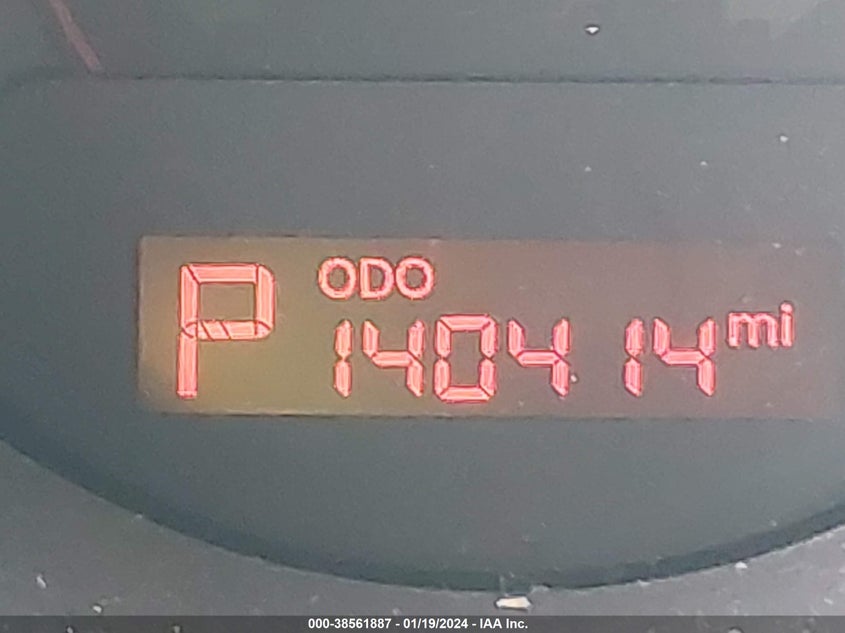 P
ODO
140414 mi
000-38561887 - 01/19/2024 - IAA Inc.